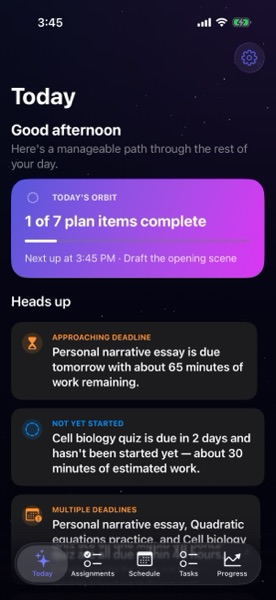 3:45
Today
Good afternoon
Here's a manageable path through the rest of
your day.
TODAY'S ORBIT
1 of 7 plan items complete
Next up at 3:45 PM · Draft the opening scene
Heads up
APPROACHING DEADLINE
Personal narrative essay is due
tomorrow with about 65 minutes of
work remaining.
NOT YET STARTED
Cell biology quiz is due in 2 days and
hasn't been started yet — about 30
minutes of estimated work.
MULTIPLE DEADLINES
Personal narrative essay, Quadratic
equations practice, and Cell biology
Today
Assignments
Schedule
Tasks
Progress